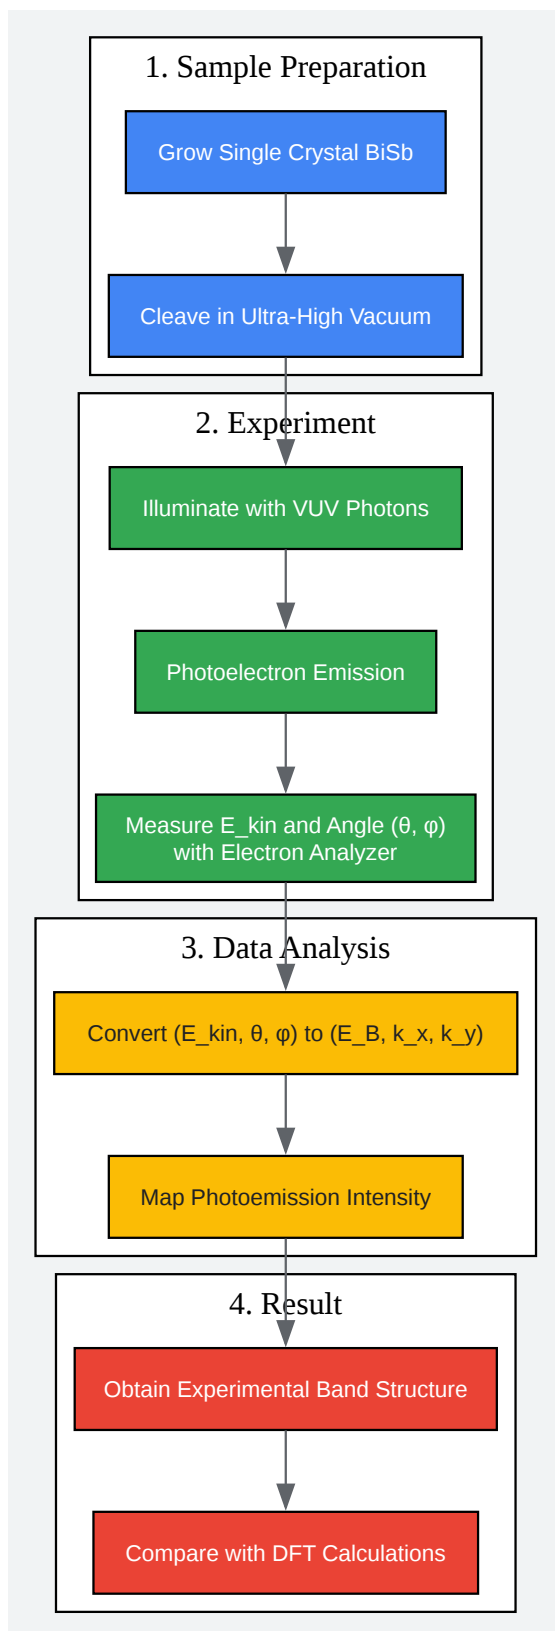 1. Sample Preparation
Grow Single Crystal BiSb
Cleave in Ultra-High Vacuum
2. Experiment
Illuminate with VUV Photons
Photoelectron Emission
Measure E_kin and Angle (θ, φ)
with Electron Analyzer
3. Data Analysis
Convert (E_kin, θ, φ) to (E_B, k_x, k_y)
Map Photoemission Intensity
4. Result
Obtain Experimental Band Structure
Compare with DFT Calculations